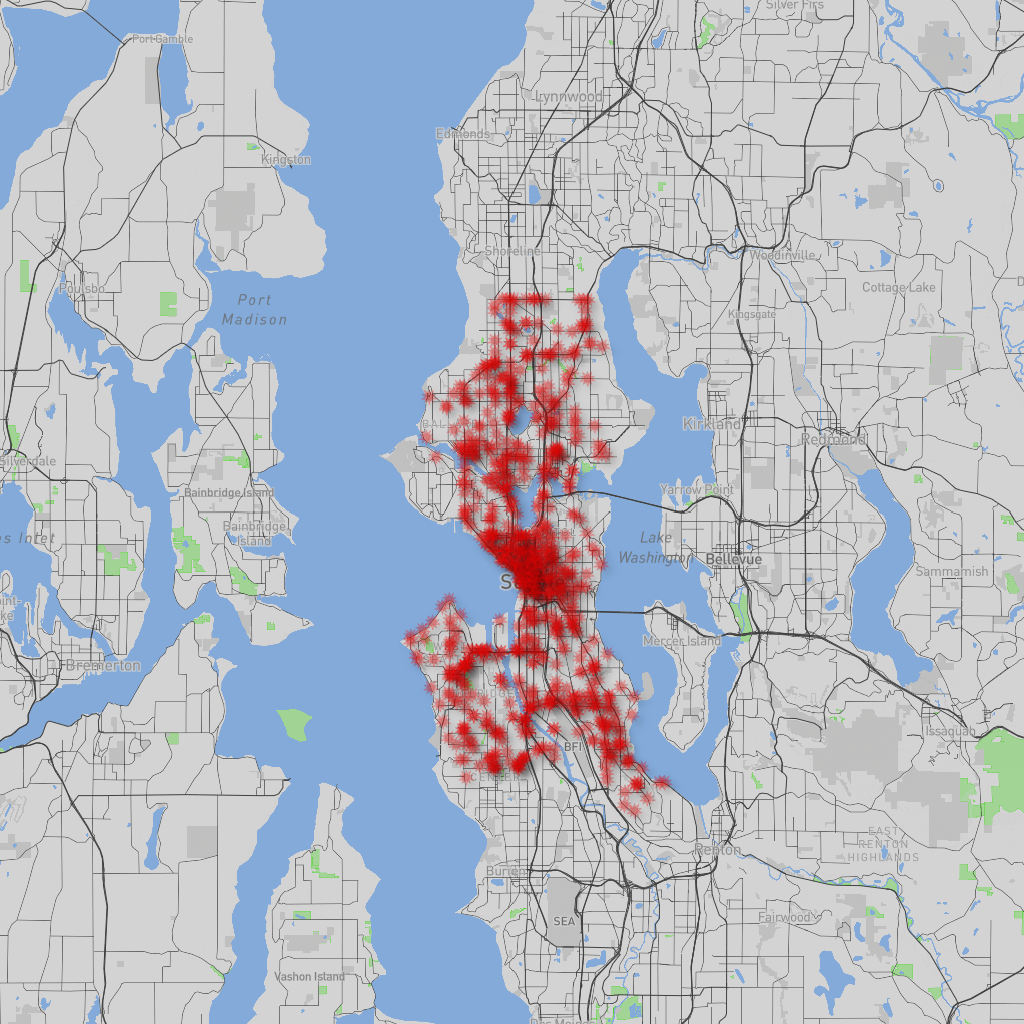 Silver Firs
Port Gamble
Lynnwood
Edmonds
Kingston
Shoreline
Woodinville
Poulsbo
Cottage Lake
Port
Madison
Kingsgate
Kirkland
Redmond
Silverdale
Yarrow Point
Bainbridge Island
Bainbridge
Island
Lake
Washington
Bellevue
Sammamish
Mercer Island
Bremerton
Issaquah
BFI
EAST
RENTON
HIGHLANDS
Renton
Burien
SEA
Fairwood
Vashon Island
Des Moines